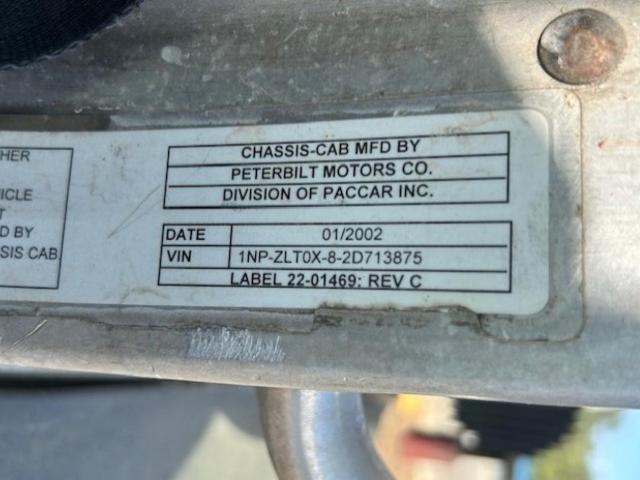 HER
ICLE
T
D BY
SIS CAB.
CHASSIS-CAB MFD BY
PETERBILT MOTORS CO.
DIVISION OF PACCAR INC.
DATE 01/2002
VIN 1NP-ZLT0X-8-2D713875
LABEL 22-01469: REV C